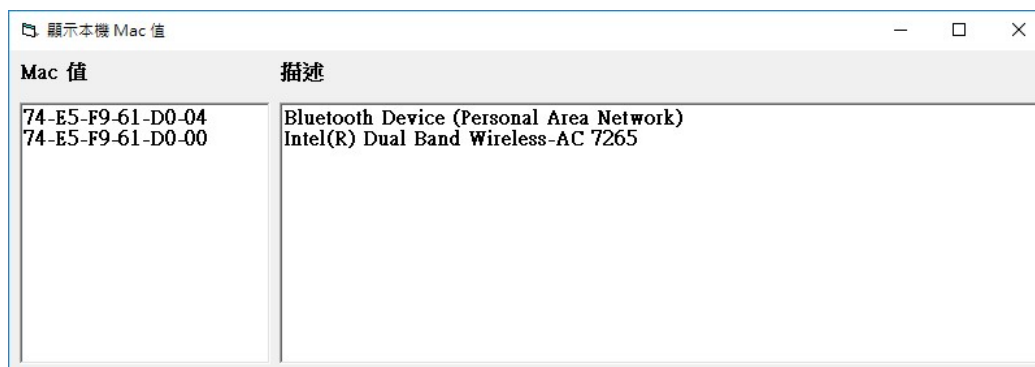 顯示本機 Mac 值
Mac 值 描述
74-E5-F9-61-D0-04 Bluetooth Device (Personal Area Network)
74-E5-F9-61-D0-00 Intel(R) Dual Band Wireless-AC 7265